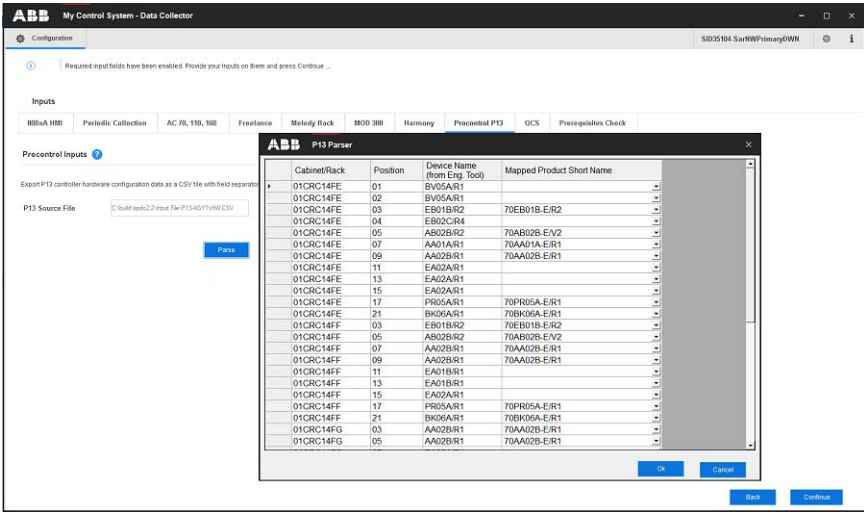 ABB My Control System - Data Collector
Configuration SID35104-SarNWPrimaryDWN i
Required input fields have been enabled. Provide your inputs on them and press Continue ...
Inputs
800xA HMI Periodic Collection AC 70, 110, 160 Freelance Melody Rack MOD 300 Harmony Procontrol P13 QCS Prerequisites Check
Procontrol Inputs ?
Export P13 controller hardware configuration data as a CSV file with field separator
P13 Source File
Parse
ABB P13 Parser
Cabinet/Rack Position Device Name (from Eng. Tool) Mapped Product Short Name
01CRC14FE 01 BV05A/R1
01CRC14FE 02 BV05A/R1
01CRC14FE 03 EB01B/R2 70EB01B-E/R2
01CRC14FE 04 EB02C/R4
01CRC14FE 05 AB02B/R2 70AB02B-E/V2
01CRC14FE 07 AA01A/R1 70AA01A-E/R1
01CRC14FE 09 AA02B/R1 70AA02B-E/R1
01CRC14FE 11 EA02A/R1
01CRC14FE 13 EA02A/R1
01CRC14FE 15 EA02A/R1
01CRC14FE 17 PR05A/R1 70PR05A-E/R1
01CRC14FE 21 BK06A/R1 70BK06A-E/R1
01CRC14FF 03 EB01B/R2 70EB01B-E/R2
01CRC14FF 05 AB02B/R2 70AB02B-E/V2
01CRC14FF 07 AA02B/R1 70AA02B-E/R1
01CRC14FF 09 AA02B/R1 70AA02B-E/R1
01CRC14FF 11 EA01B/R1
01CRC14FF 13 EA01B/R1
01CRC14FF 15 EA02A/R1
01CRC14FF 17 PR05A/R1 70PR05A-E/R1
01CRC14FF 21 BK06A/R1 70BK06A-E/R1
01CRC14FG 03 AA02B/R1 70AA02B-E/R1
01CRC14FG 05 AA02B/R1 70AA02B-E/R1
Ok Cancel
Back Continue